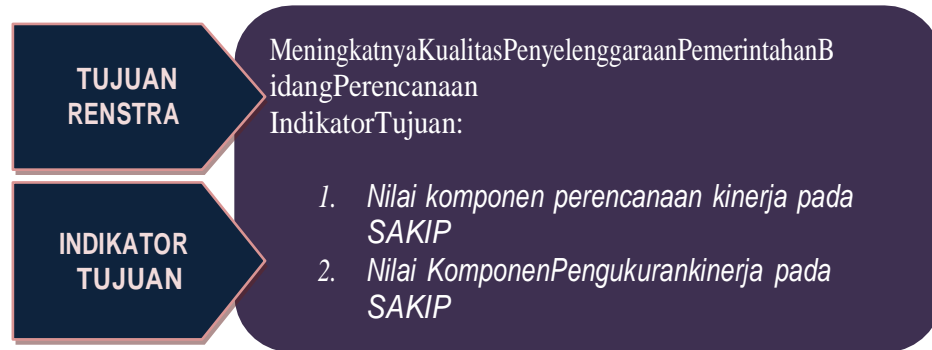 TUJUAN
RENSTRA
MeningkatnyaKualitasPenyelenggaraanPemerintahanB
idangPerencanaan
IndikatorTujuan:
INDIKATOR
TUJUAN
1. Nilai komponen perencanaan kinerja pada
SAKIP
2. Nilai KomponenPengukurankinerja pada
SAKIP